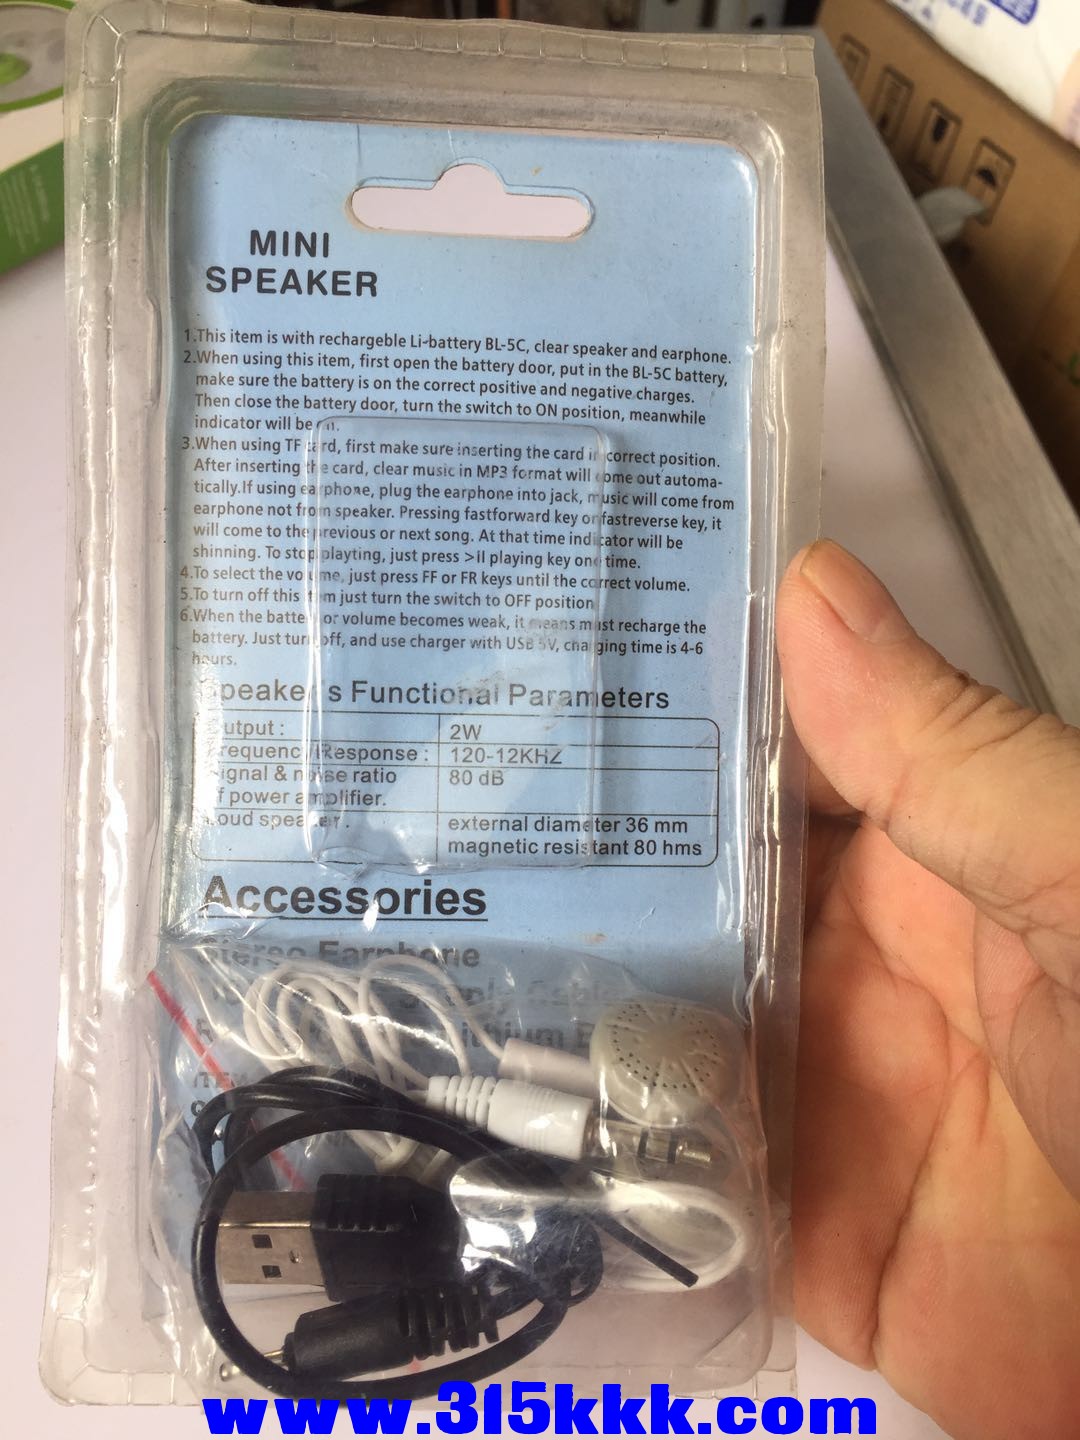 MINI
SPEAKER
1.This item is with rechargeble Li-battery BL-5C, clear speaker and earphone.
2.When using this item, first open the battery door, put in the BL-5C battery,
make sure the battery is on the correct positive and negative charges.
Then close the battery door, turn the switch to ON position, meanwhile
indicator will be on.
3.When using TF card, first make sure inserting the card in correct position.
After inserting the card, clear music in MP3 format will come out automa-
tically.If using earphone, plug the earphone into jack, music will come from
earphone not from speaker. Pressing fastforward key or fastreverse key, it
will come to the previous or next song. At that time indicator will be
shinning. To stop playting, just press >II playing key one time.
4.To select the volume, just press FF or FR keys until the correct volume.
5.To turn off this item just turn the switch to OFF position
6.When the battery or volume becomes weak, it means must recharge the
battery. Just turn off, and use charger with USB 5V, charging time is 4-6
hours.
Speaker's Functional Parameters
Output : 2W
Frequency Response : 120-12KHZ
Signal & noise ratio 80 dB
of power amplifier.
Loud speaker . external diameter 36 mm
magnetic resistant 80 hms
Accessories
Stereo Earphone
Supply Cable
Lithium
www.315kkk.com